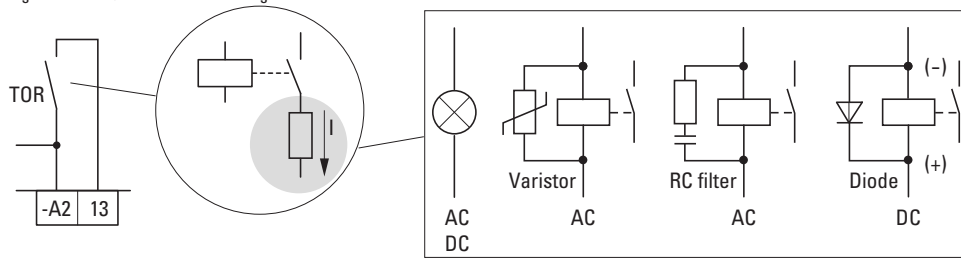 TOR
-A2 13
I
Varistor
RC filter
Diode
(–)
(+)
AC
DC
AC
AC
DC